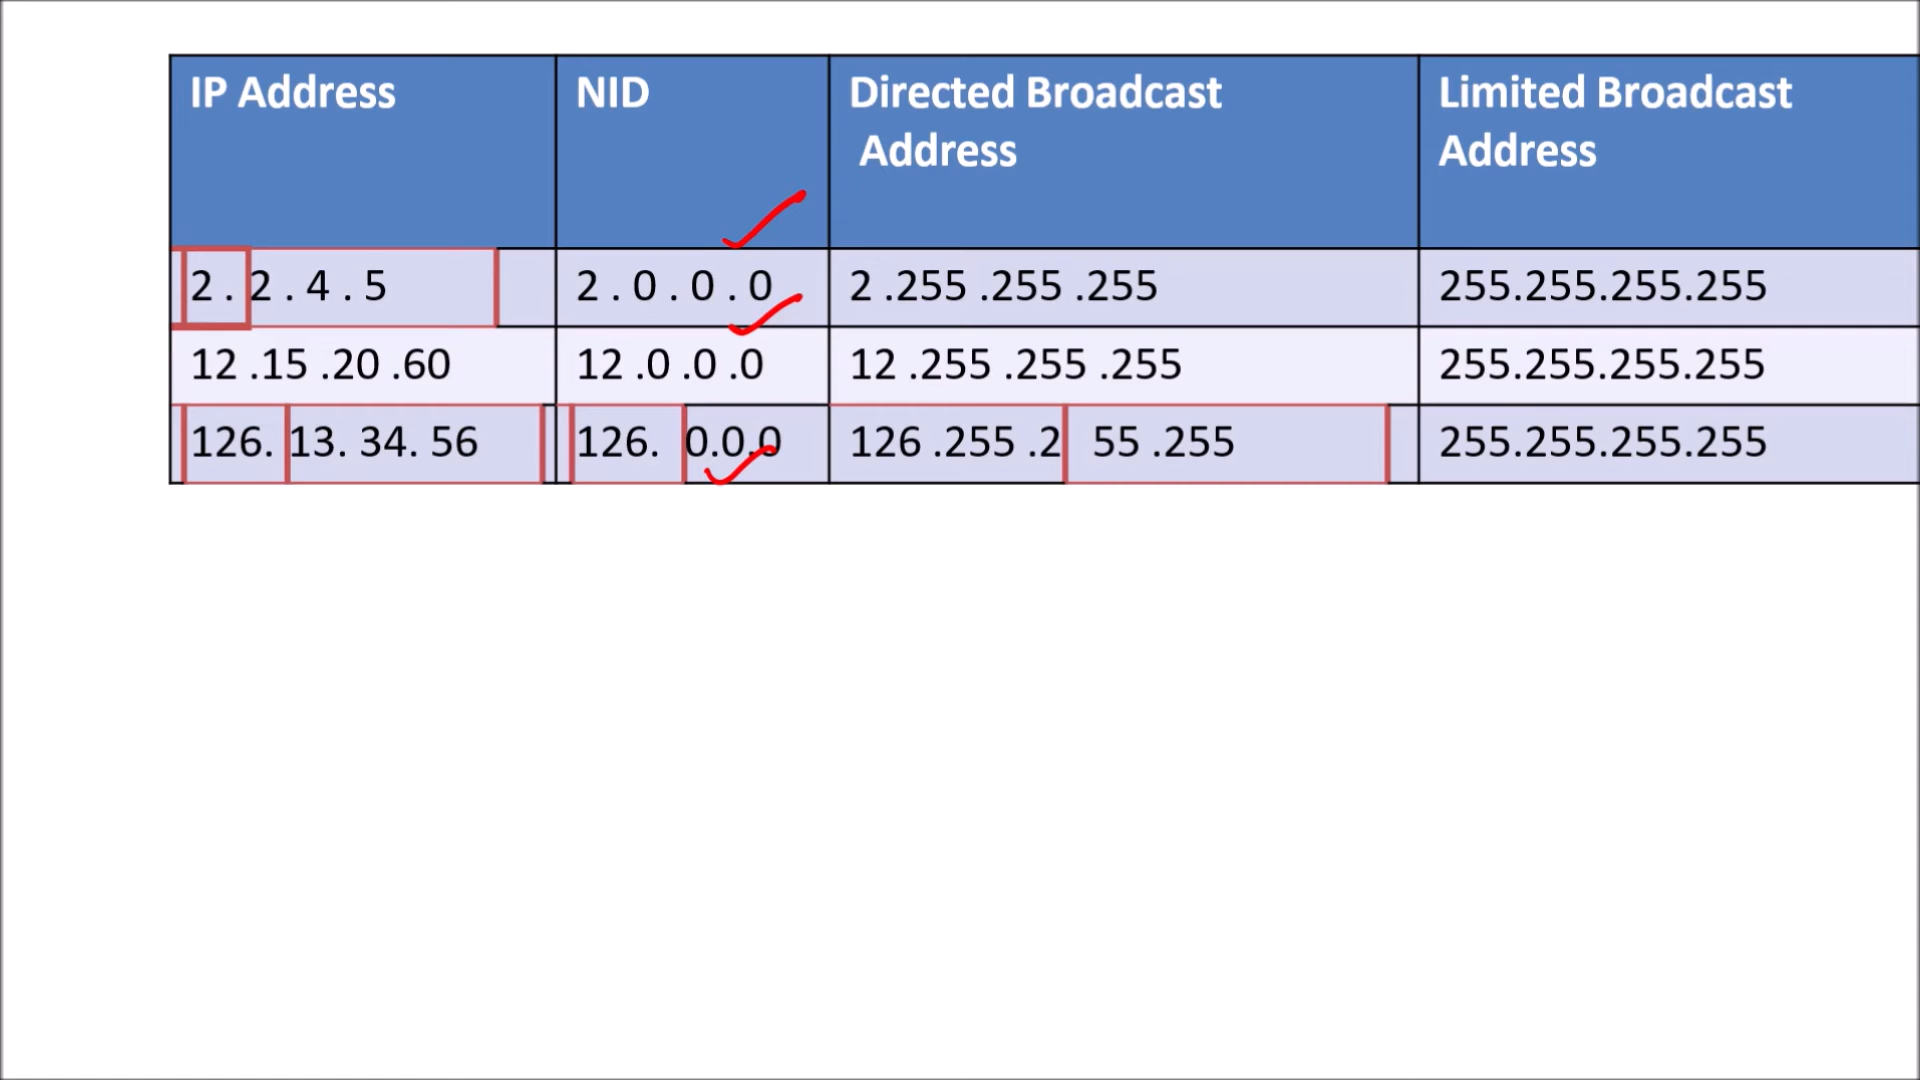 IP Address NID Directed Broadcast Address Limited Broadcast Address
2 . 2 . 4 . 5 2 . 0 . 0 . 0 2 .255 .255 .255 255.255.255.255
12 .15 .20 .60 12 .0 .0 .0 12 .255 .255 .255 255.255.255.255
126. 13. 34. 56 126. 0.0.0 126 .255 .2 55 .255 255.255.255.255